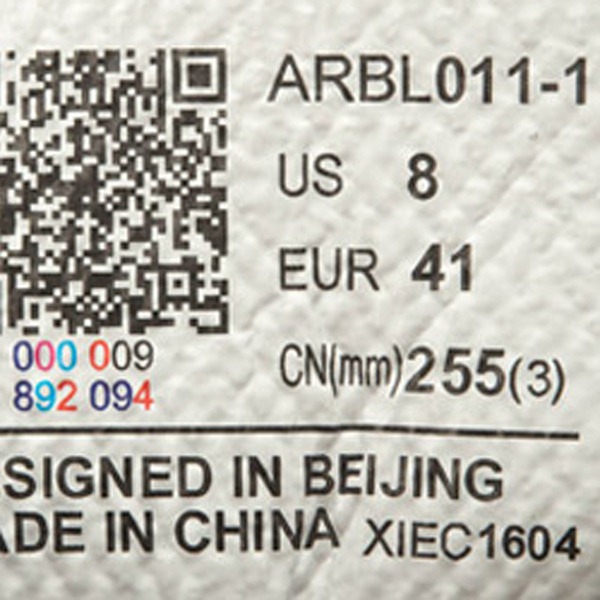 ARBL011-1
US 8
EUR 41
CN(mm)255(3)
000 009
892 094
SIGNED IN BEIJING
ADE IN CHINA XIEC1604